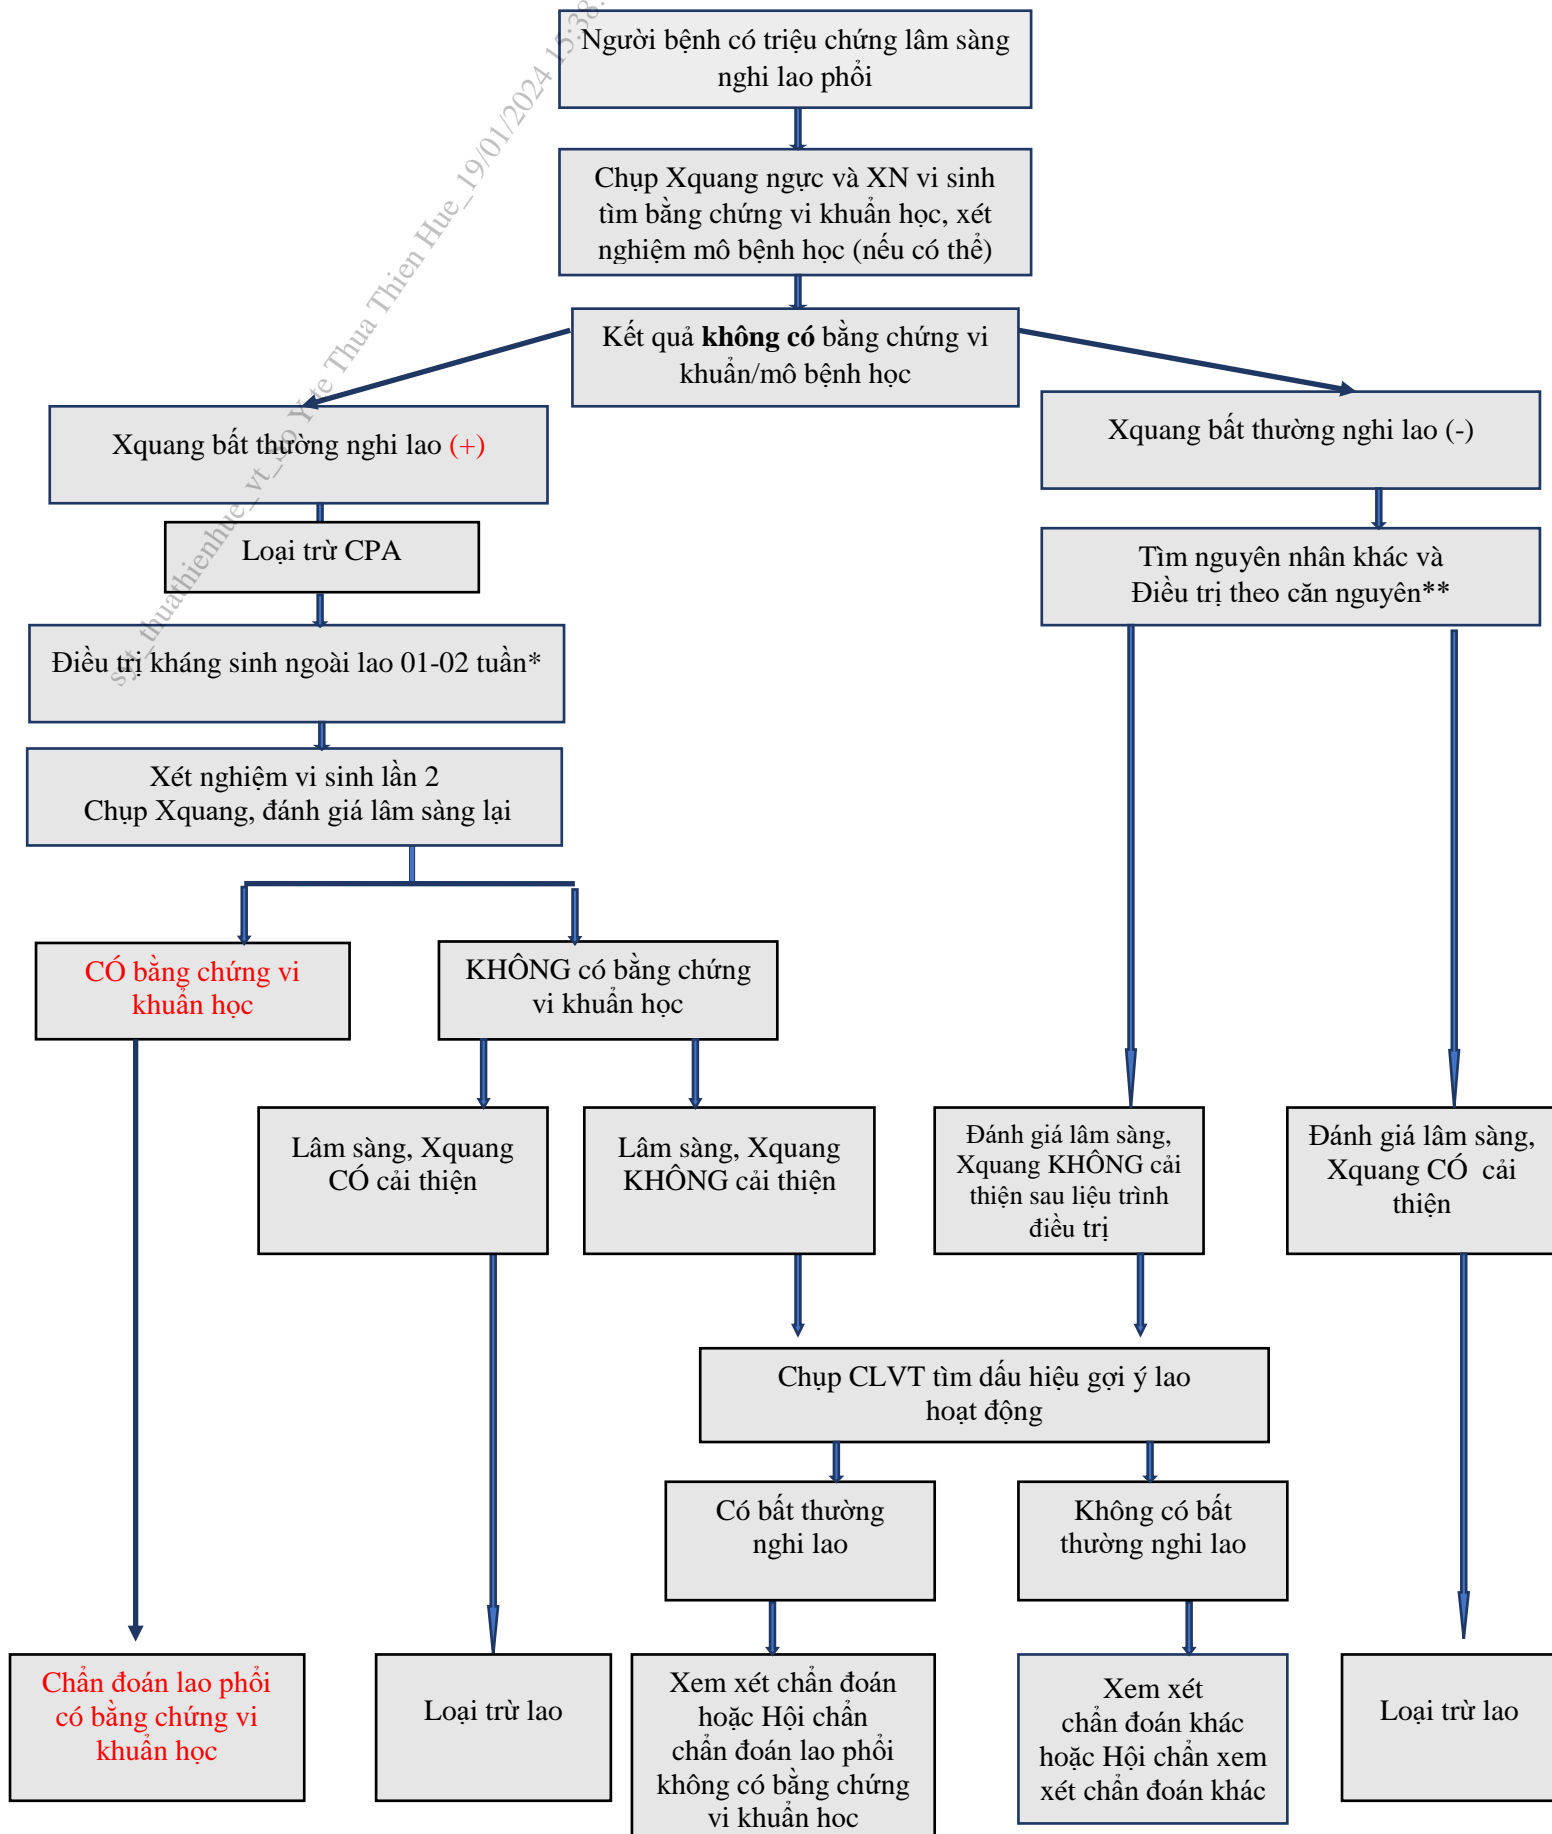 Người bệnh có triệu chứng lâm sàng
nghi lao phổi
Chụp Xquang ngực và XN vi sinh
tìm bằng chứng vi khuẩn học, xét
nghiệm mô bệnh học (nếu có thể)
Kết quả không có bằng chứng vi
khuẩn/mô bệnh học
Xquang bất thường nghi lao (+)
Xquang bất thường nghi lao (-)
Loại trừ CPA
Tìm nguyên nhân khác và
Điều trị theo căn nguyên**
Điều trị kháng sinh ngoài lao 01-02 tuần*
Xét nghiệm vi sinh lần 2
Chụp Xquang, đánh giá lâm sàng lại
CÓ bằng chứng vi
khuẩn học
KHÔNG có bằng chứng
vi khuẩn học
Lâm sàng, Xquang
CÓ cải thiện
Lâm sàng, Xquang
KHÔNG cải thiện
Đánh giá lâm sàng,
Xquang KHÔNG cải
thiện sau liệu trình
điều trị
Đánh giá lâm sàng,
Xquang CÓ cải
thiện
Chụp CLVT tìm dấu hiệu gợi ý lao
hoạt động
Có bất thường
nghi lao
Không có bất
thường nghi lao
Chẩn đoán lao phổi
có bằng chứng vi
khuẩn học
Loại trừ lao
Xem xét chẩn đoán
hoặc Hội chẩn
chẩn đoán lao phổi
không có bằng chứng
vi khuẩn hoc
Xem xét
chẩn đoán khác
hoặc Hội chẩn xem
xét chẩn đoán khác
Loại trừ lao
syt_thuathienhue_vt_So Y te Thua Thien Hue_19/01/2024 15:38: